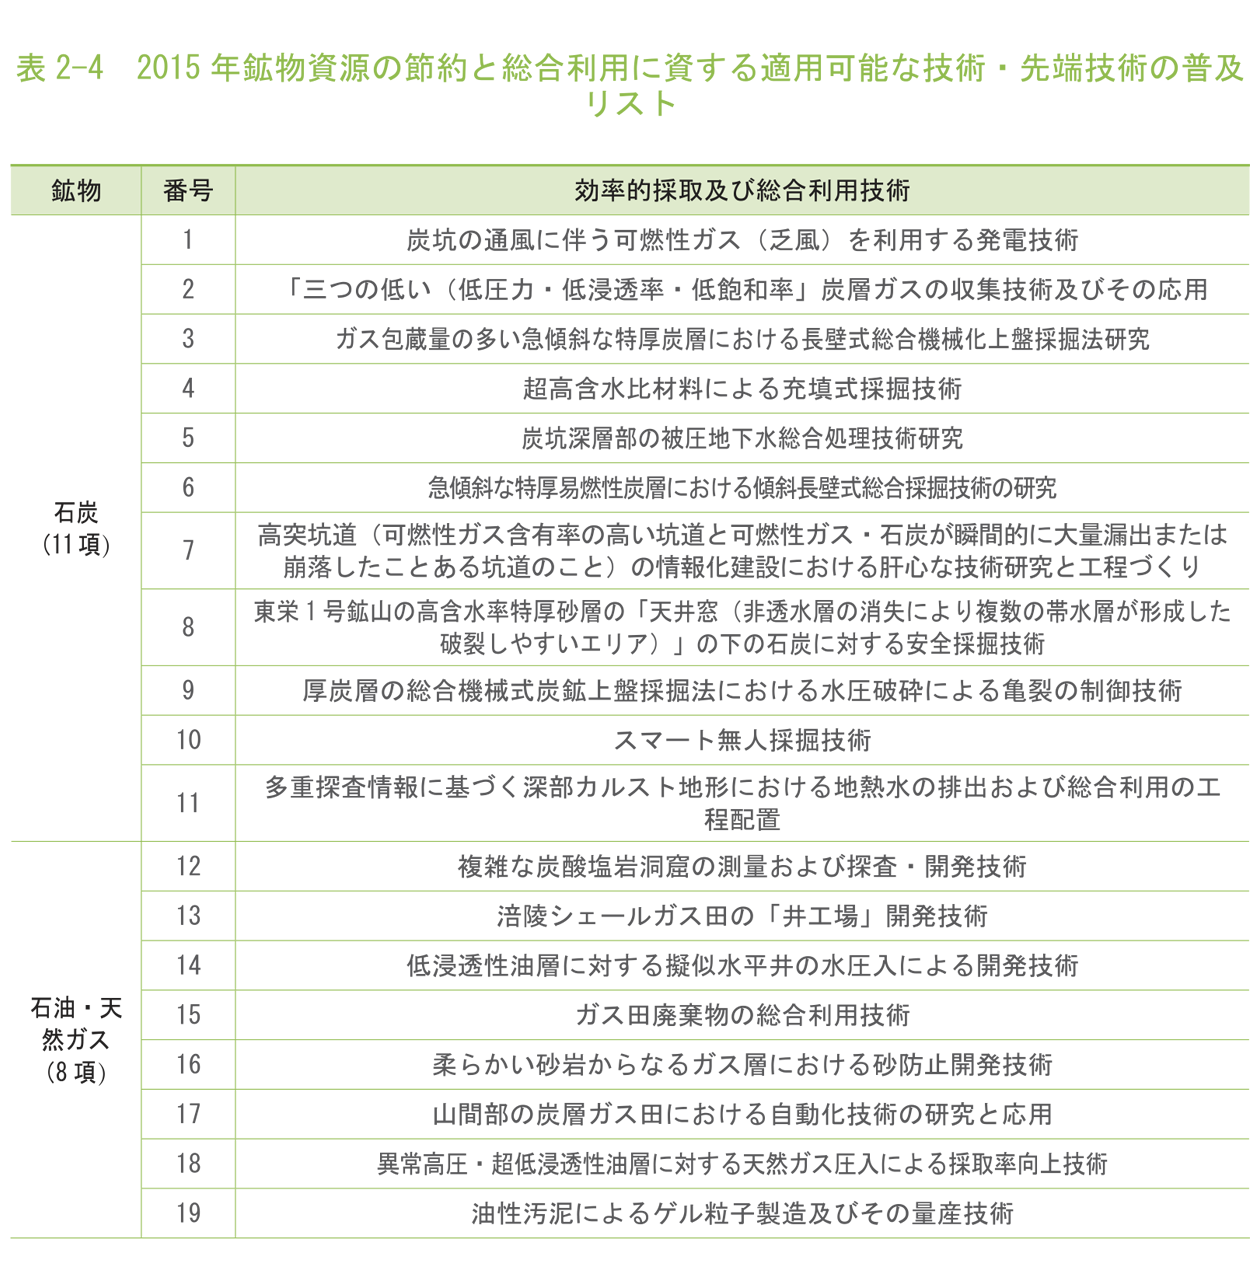 表 2-4　2015 年鉱物資源の節約と総合利用に資する適用可能な技術・先端技術の普及
リスト
鉱物 番号 効率的採取及び総合利用技術
石炭
（11 項）
1 炭坑の通風に伴う可燃性ガス（乏風）を利用する発電技術
2 「三つの低い（低圧力・低浸透率・低飽和率」炭層ガスの収集技術及びその応用
3 ガス包蔵量の多い急傾斜な特厚炭層における長壁式総合機械化上盤採掘法研究
4 超高含水比材料による充填式採掘技術
5 炭坑深層部の被圧地下水総合処理技術研究
6 急傾斜な特厚易燃性炭層における傾斜長壁式総合採掘技術の研究
7 高突坑道（可燃性ガス含有率の高い坑道と可燃性ガス・石炭が瞬間的に大量漏出または
崩落したことある坑道のこと）の情報化建設における肝心な技術研究と工程づくり
8 東栄 1 号鉱山の高含水率特厚砂層の「天井窓（非透水層の消失により複数の帯水層が形成した
破裂しやすいエリア）」の下の石炭に対する安全採掘技術
9 厚炭層の総合機械式炭鉱上盤採掘法における水圧破砕による亀裂の制御技術
10 スマート無人採掘技術
11 多重探査情報に基づく深部カルスト地形における地熱水の排出および総合利用の工
程配置
石油・天
然ガス
（8 項）
12 複雑な炭酸塩岩洞窟の測量および探査・開発技術
13 涪陵シェールガス田の「井工場」開発技術
14 低浸透性油層に対する擬似水平井の水圧入による開発技術
15 ガス田廃棄物の総合利用技術
16 柔らかい砂岩からなるガス層における砂防止開発技術
17 山間部の炭層ガス田における自動化技術の研究と応用
18 異常高圧・超低浸透性油層に対する天然ガス圧入による採取率向上技術
19 油性汚泥によるゲル粒子製造及びその量産技術